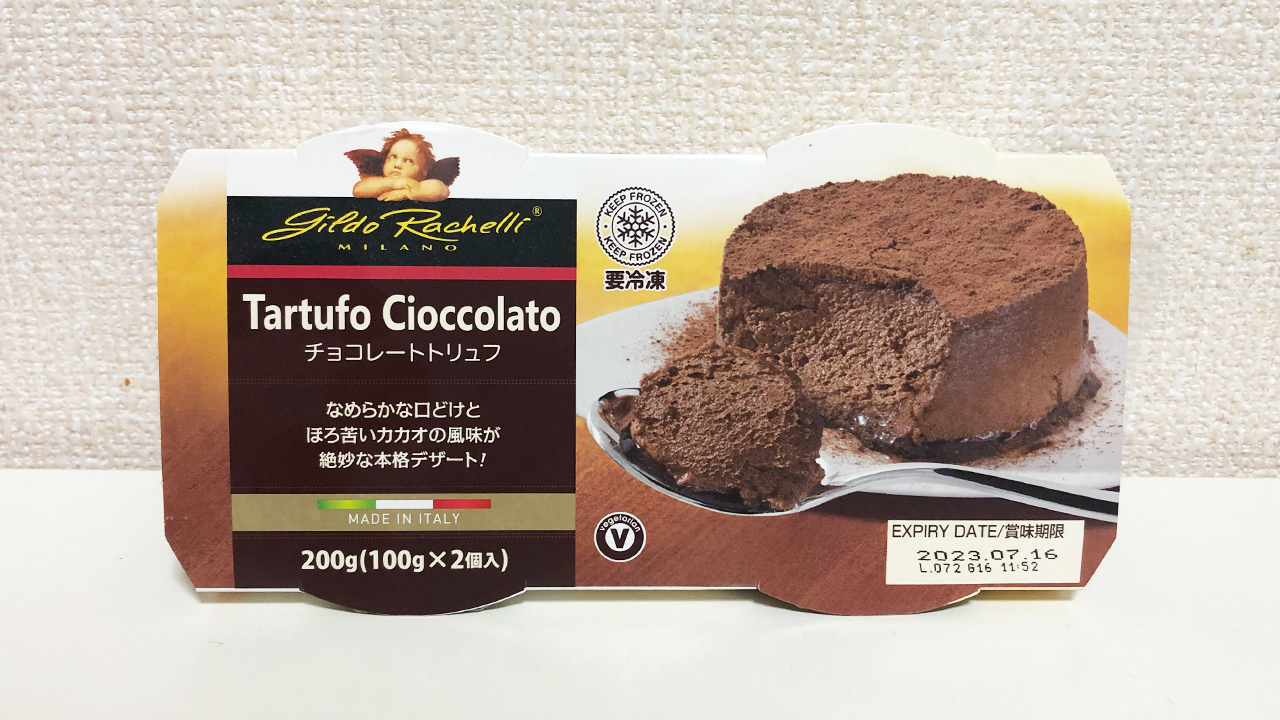 Gildo Rachelli®
MILANO
Tartufo Cioccolato
チョコレートトリュフ
なめらかな口どけと
ほろ苦いカカオの風味が
絶妙な本格デザート!
MADE IN ITALY
200g(100g×2個入)
KEEP FROZEN
KEEP FROZEN
要冷凍
vegetarian
V
EXPIRY DATE/賞味期限
2023.07.16
L.072 G16 11:52